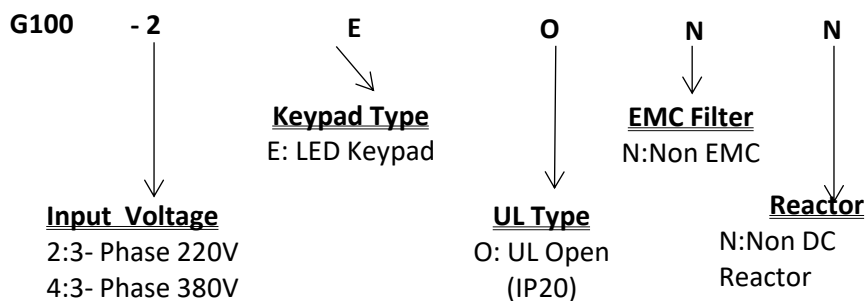 G100 - 2 E O N N
Keypad Type
E: LED Keypad
EMC Filter
N:Non EMC
Input Voltage
2:3- Phase 220V
4:3- Phase 380V
UL Type
O: UL Open
(IP20)
Reactor
N:Non DC
Reactor